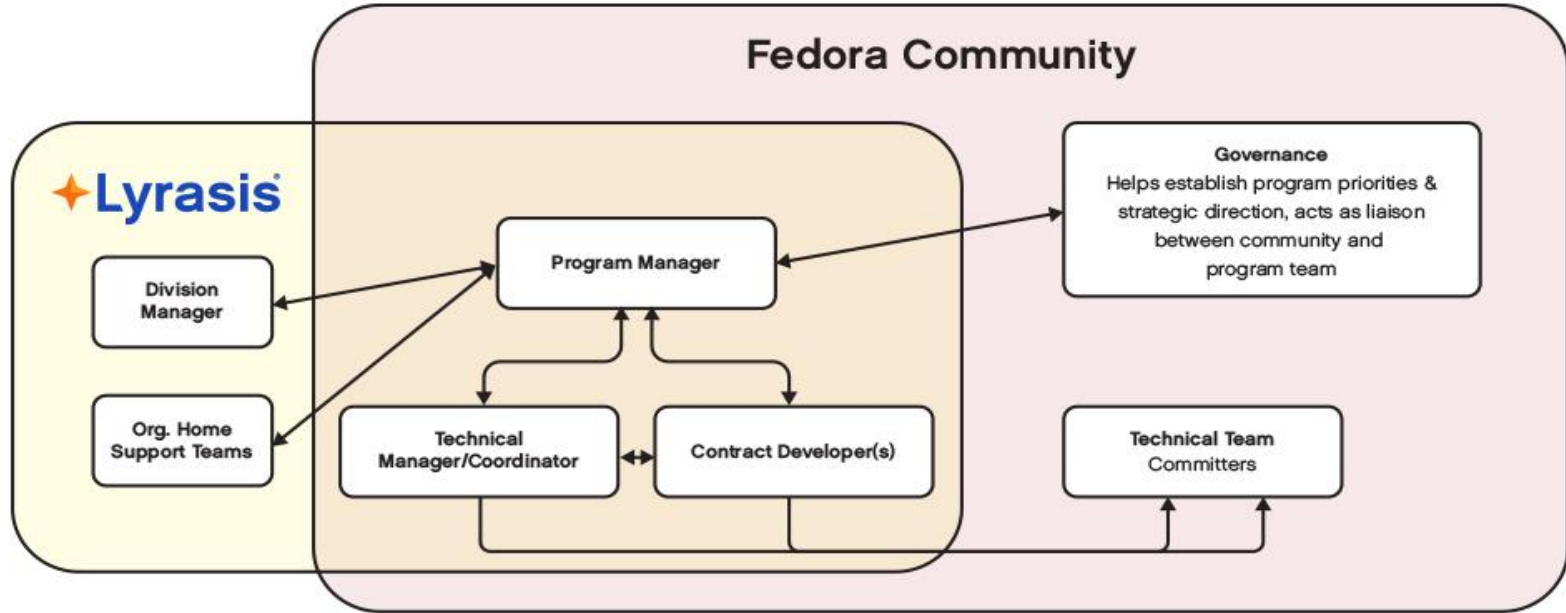 Fedora Community
Lyrasis
Governance
Helps establish program priorities &
strategic direction, acts as liaison
between community and
program team
Program Manager
Division
Manager
Org. Home
Support Teams
Technical
Manager/Coordinator
Contract Developer(s)
Technical Team
Committers